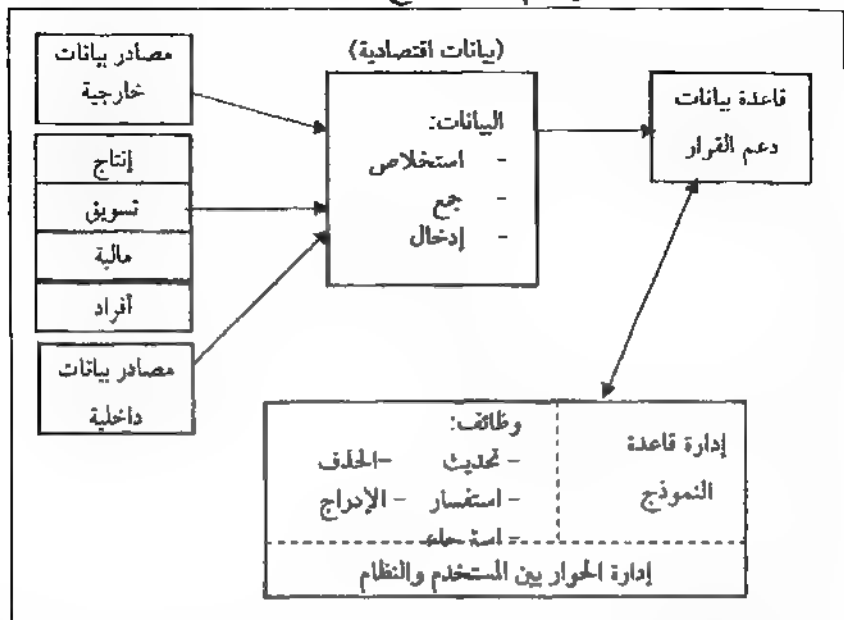 (بيانات اقتصادية)
مصادر بيانات
خارجية
إنتاج
تسويق
مالية
أفراد
مصادر بيانات
داخلية
البيانات:
- استخلاص
- جمع
- إدخال
قاعدة بيانات
دعم القرار
إدارة قاعدة
النموذج
وظائف:
- تحديث -الحذف
- استفسار - الإدراج
-
إدارة الحوار بين المستخدم والنظام